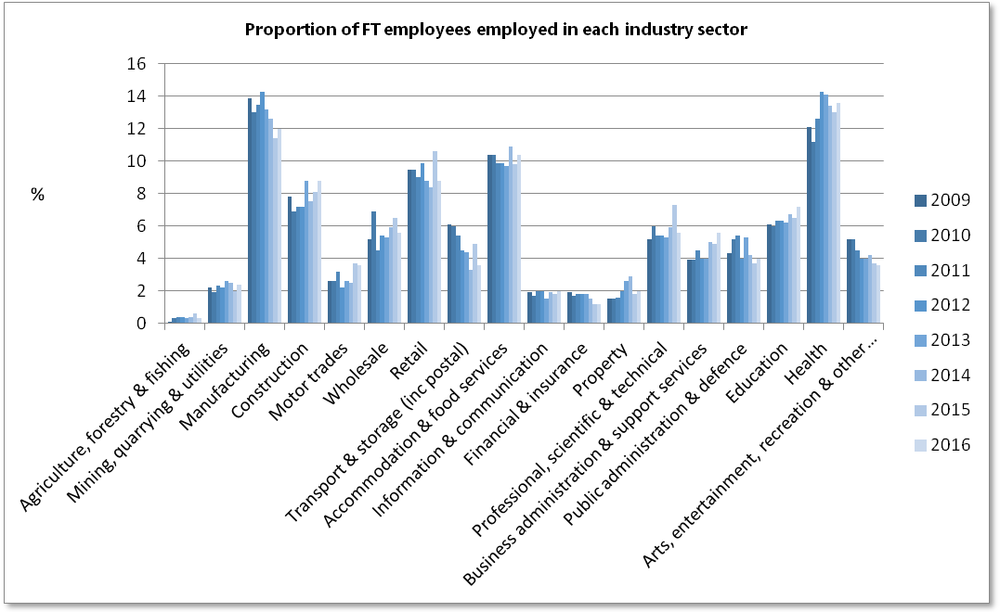 Proportion of FT employees employed in each industry sector
16
14
12
10
8
6
4
2
0
%
Agriculture, forestry & fishing
Mining, quarrying & utilities
Manufacturing
Construction
Motor trades
Wholesale
Retail
Transport & storage (inc postal)
Accommodation & food services
Information & communication
Financial & insurance
Property
Professional, scientific & technical
Business administration & support services
Public administration & defence
Education
Health
Arts, entertainment, recreation & other...
2009
2010
2011
2012
2013
2014
2015
2016